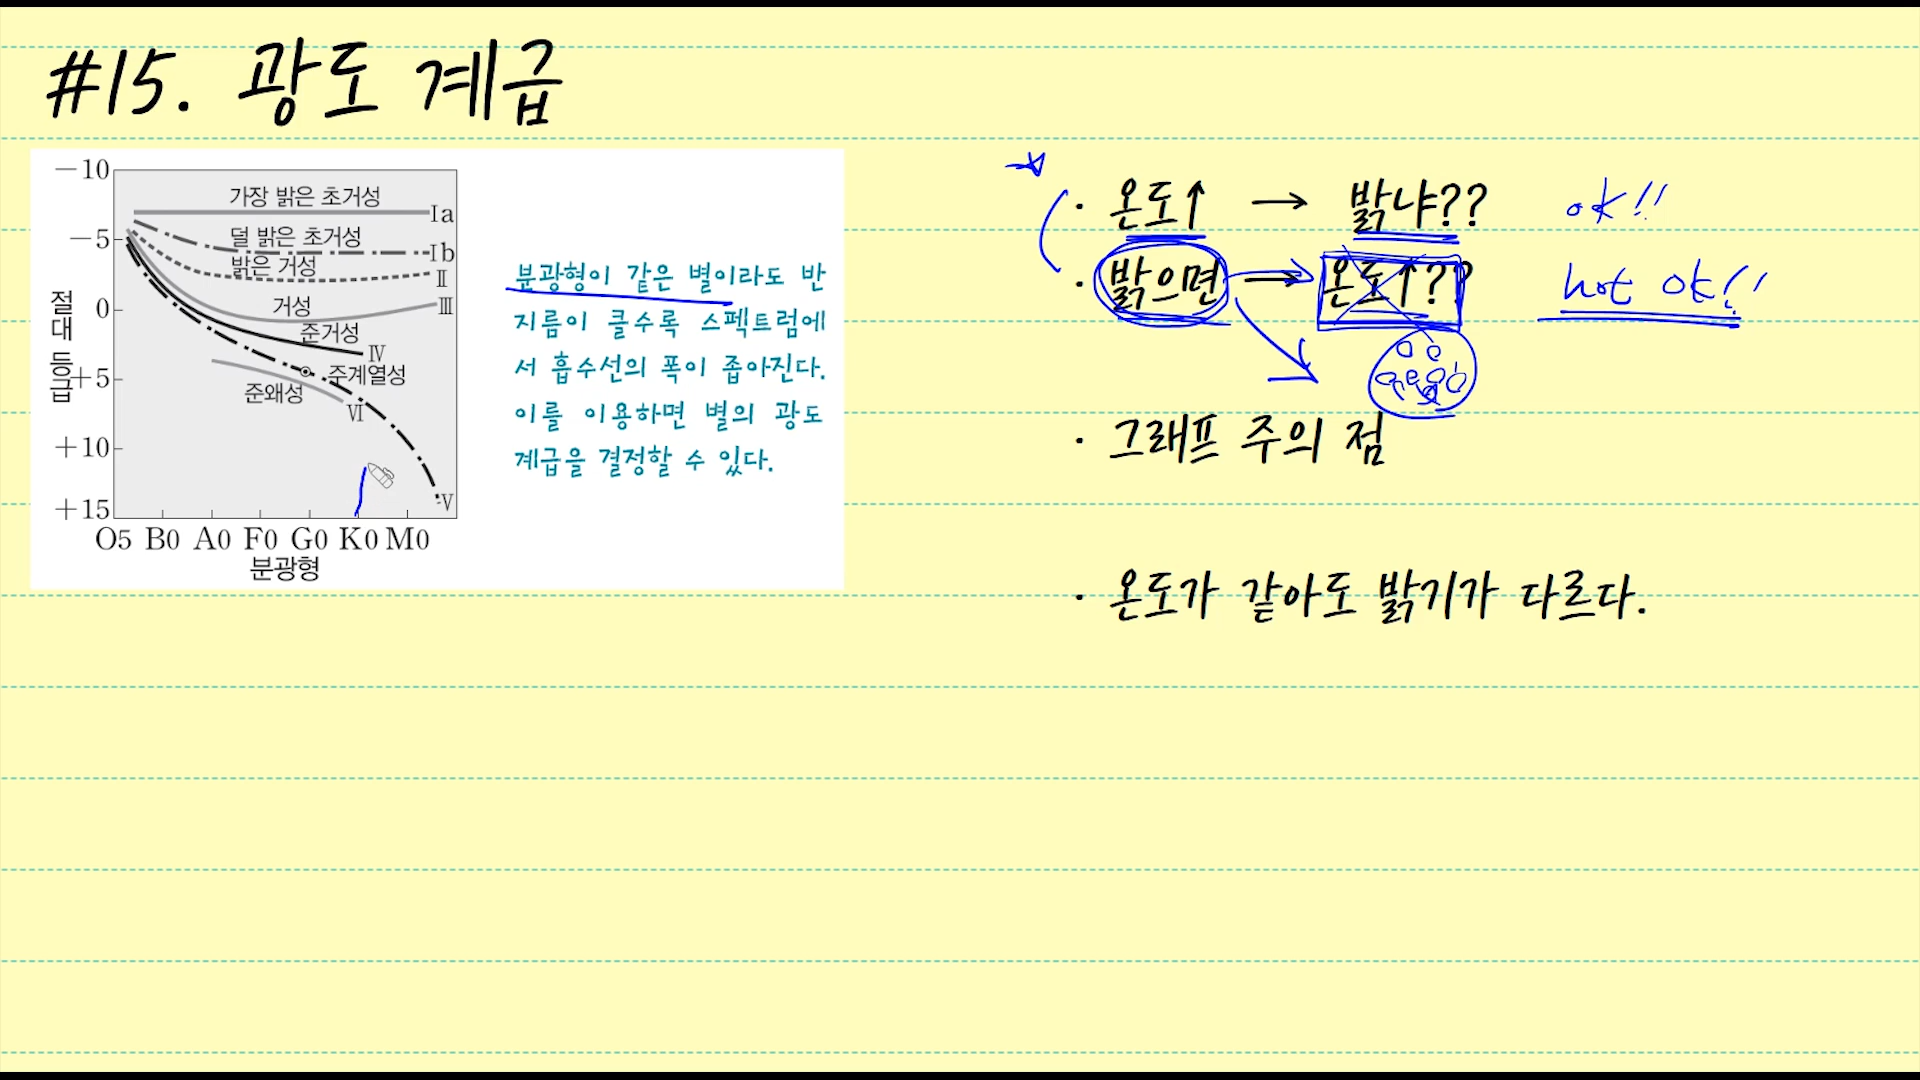 #15. 광도 계급
-10
-5
0
+5
+10
+15
절대 등급
가장 밝은 초거성
Ia
덜 밝은 초거성
Ib
밝은 거성
II
거성
III
준거성
IV
주계열성
준왜성
VI
V
O5 B0 A0 F0 G0 K0 M0
분광형
분광형이 같은 별이라도 반
지름이 클수록 스펙트럼에
서 흡수선의 폭이 좁아진다.
이를 이용하면 별의 광도
계급을 결정할 수 있다.
· 온도↑ → 밝냐?? ok!!
· 밝으면 → 온도↑?? not ok!!
· 그래프 주의 점
· 온도가 같아도 밝기가 다르다.